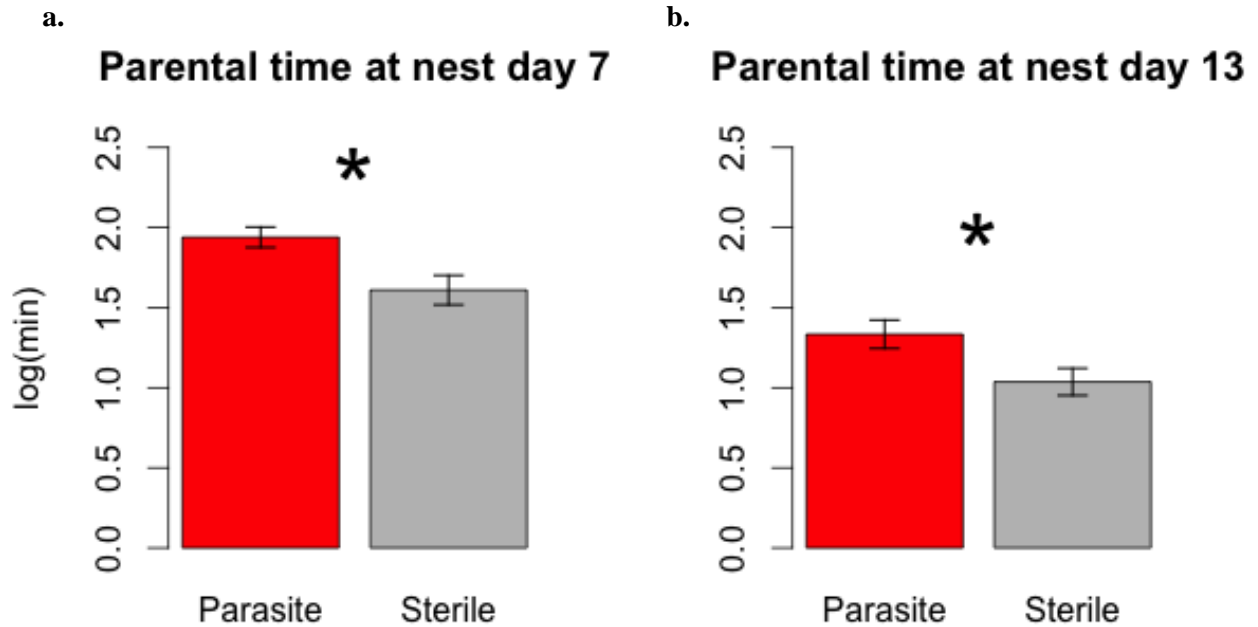 a.
Parental time at nest day 7
log(min)
2.5
2.0
1.5
1.0
0.5
0.0
*
Parasite Sterile
b.
Parental time at nest day 13
2.5
2.0
1.5
1.0
0.5
0.0
*
Parasite Sterile